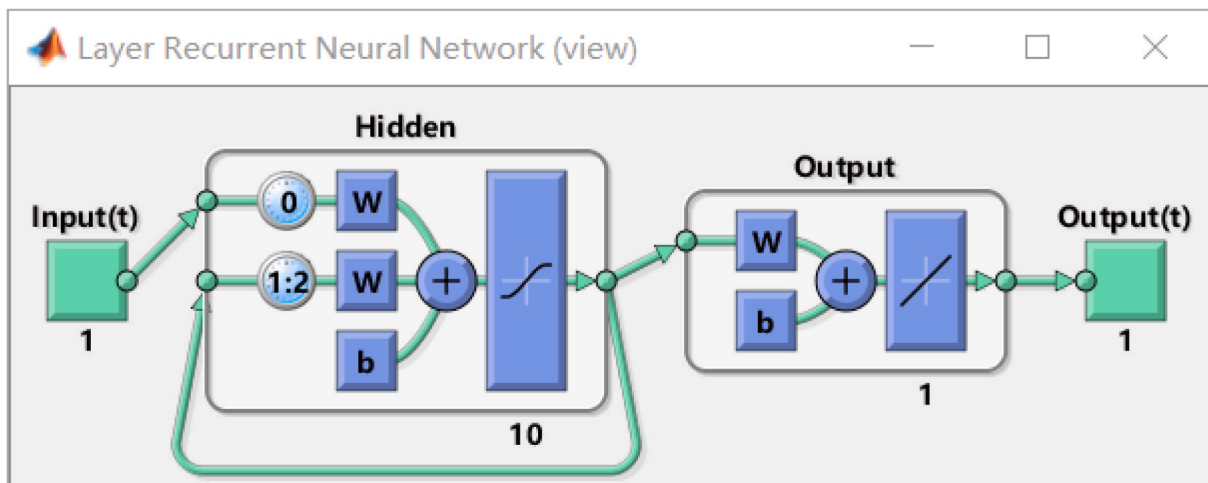 Layer Recurrent Neural Network (view)
Hidden
Output
Input(t)
Output(t)
0
W
1:2
W
b
W
b
1
10
1
1